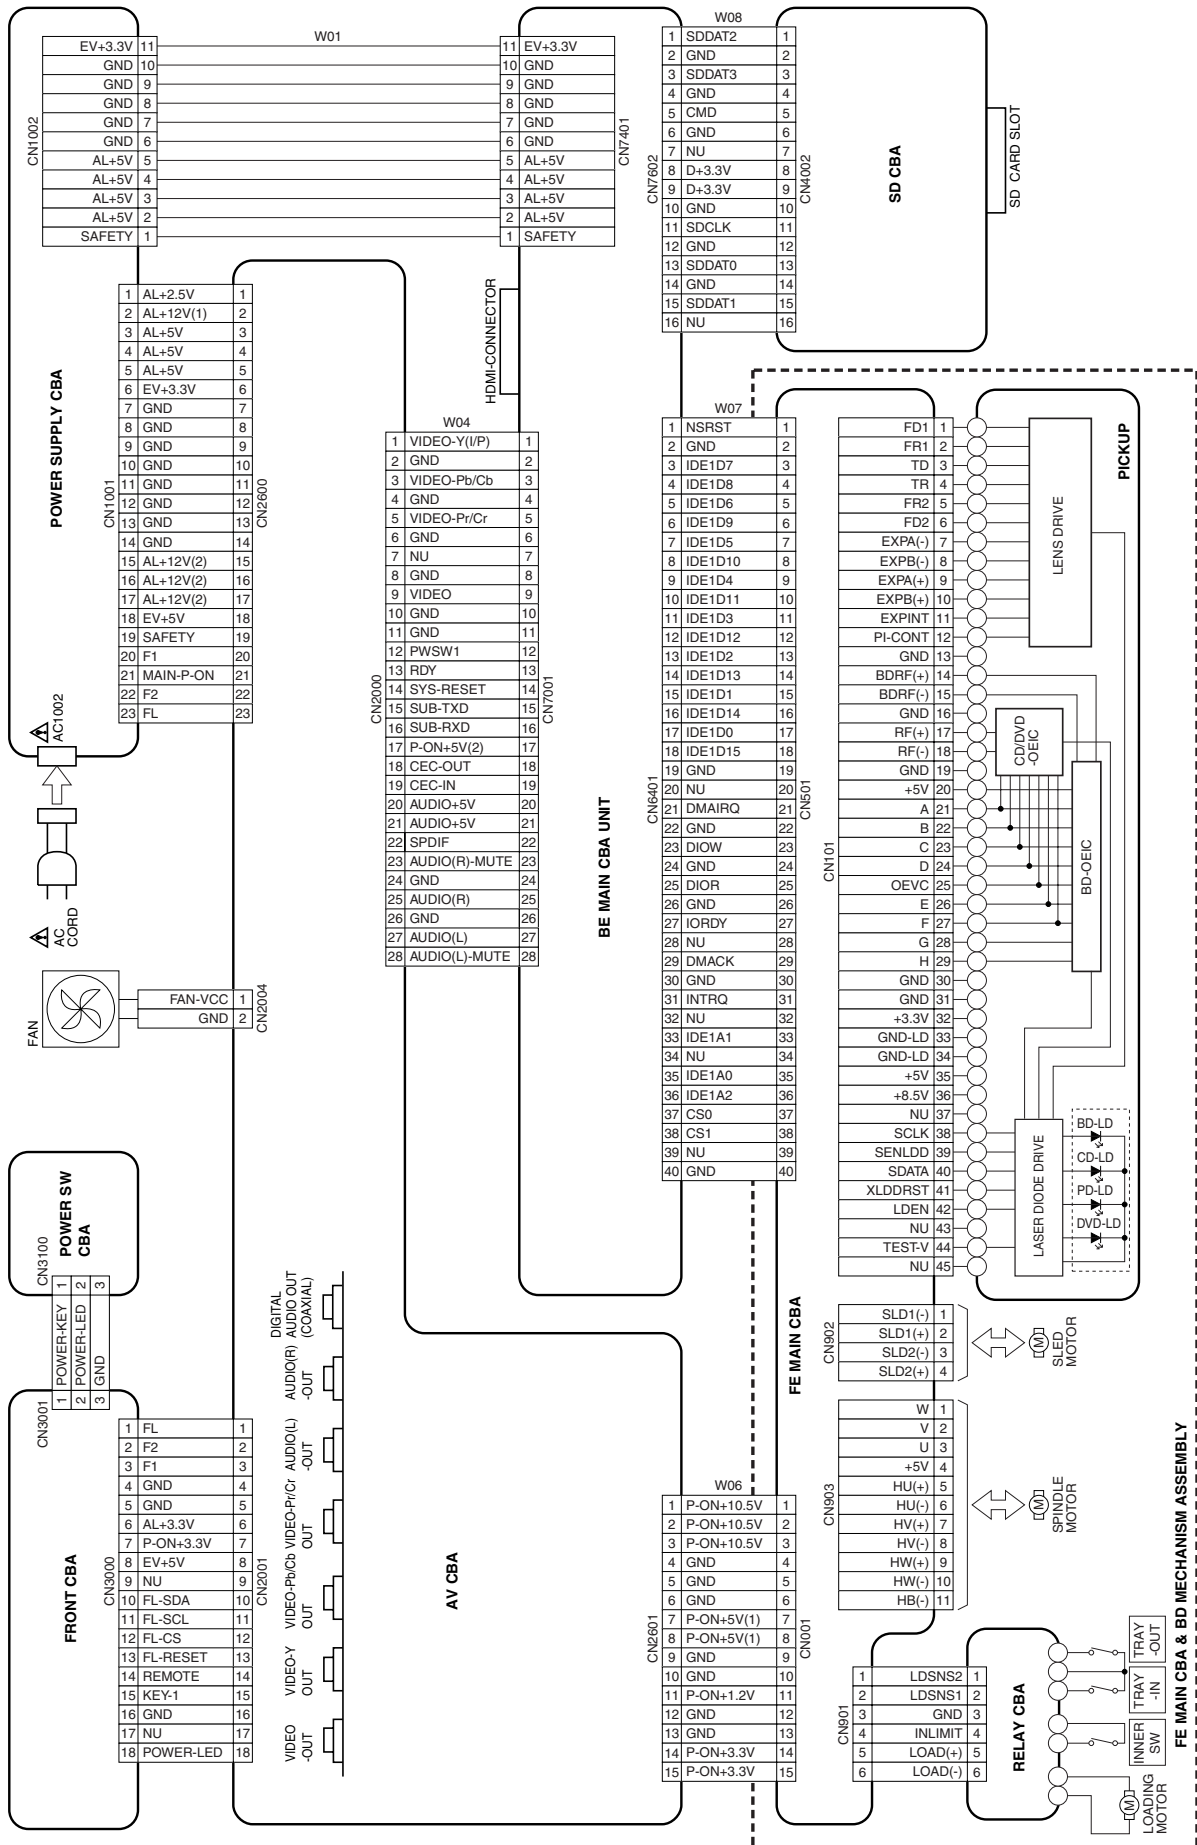 W01
CN1002
EV+3.3V 11
GND 10
GND 9
GND 8
GND 7
GND 6
AL+5V 5
AL+5V 4
AL+5V 3
AL+5V 2
SAFETY 1
CN7401
11 EV+3.3V
10 GND
9 GND
8 GND
7 GND
6 GND
5 AL+5V
4 AL+5V
3 AL+5V
2 AL+5V
1 SAFETY
W08
CN7602
CN4002
1 SDDAT2 1
2 GND 2
3 SDDAT3 3
4 GND 4
5 CMD 5
6 GND 6
7 NU 7
8 D+3.3V 8
9 D+3.3V 9
10 GND 10
11 SDCLK 11
12 GND 12
13 SDDAT0 13
14 GND 14
15 SDDAT1 15
16 NU 16
SD CBA
SD CARD SLOT
HDMI-CONNECTOR
POWER SUPPLY CBA
CN1001
CN2600
1 AL+2.5V 1
2 AL+12V(1) 2
3 AL+5V 3
4 AL+5V 4
5 AL+5V 5
6 EV+3.3V 6
7 GND 7
8 GND 8
9 GND 9
10 GND 10
11 GND 11
12 GND 12
13 GND 13
14 GND 14
15 AL+12V(2) 15
16 AL+12V(2) 16
17 AL+12V(2) 17
18 EV+5V 18
19 SAFETY 19
20 F1 20
21 MAIN-P-ON 21
22 F2 22
23 FL 23
AC1002
AC
CORD
FAN
FAN-VCC 1
GND 2
CN2004
W04
CN2000
CN7001
1 VIDEO-Y(I/P) 1
2 GND 2
3 VIDEO-Pb/Cb 3
4 GND 4
5 VIDEO-Pr/Cr 5
6 GND 6
7 NU 7
8 GND 8
9 VIDEO 9
10 GND 10
11 GND 11
12 PWSW1 12
13 RDY 13
14 SYS-RESET 14
15 SUB-TXD 15
16 SUB-RXD 16
17 P-ON+5V(2) 17
18 CEC-OUT 18
19 CEC-IN 19
20 AUDIO+5V 20
21 AUDIO+5V 21
22 SPDIF 22
23 AUDIO(R)-MUTE 23
24 GND 24
25 AUDIO(R) 25
26 GND 26
27 AUDIO(L) 27
28 AUDIO(L)-MUTE 28
BE MAIN CBA UNIT
W07
CN6401
CN501
1 NSRST 1
2 GND 2
3 IDE1D7 3
4 IDE1D8 4
5 IDE1D6 5
6 IDE1D9 6
7 IDE1D5 7
8 IDE1D10 8
9 IDE1D4 9
10 IDE1D11 10
11 IDE1D3 11
12 IDE1D12 12
13 IDE1D2 13
14 IDE1D13 14
15 IDE1D1 15
16 IDE1D14 16
17 IDE1D0 17
18 IDE1D15 18
19 GND 19
20 NU 20
21 DMAIRQ 21
22 GND 22
23 DIOW 23
24 GND 24
25 DIOR 25
26 GND 26
27 IORDY 27
28 NU 28
29 DMACK 29
30 GND 30
31 INTRQ 31
32 NU 32
33 IDE1A1 33
34 NU 34
35 IDE1A0 35
36 IDE1A2 36
37 CS0 37
38 CS1 38
39 NU 39
40 GND 40
CN101
FD1 1
FR1 2
TD 3
TR 4
FR2 5
FD2 6
EXPA(-) 7
EXPB(-) 8
EXPA(+) 9
EXPB(+) 10
EXPINT 11
PI-CONT 12
GND 13
BDRF(+) 14
BDRF(-) 15
GND 16
RF(+) 17
RF(-) 18
GND 19
+5V 20
A 21
B 22
C 23
D 24
OEVC 25
E 26
F 27
G 28
H 29
GND 30
GND 31
+3.3V 32
GND-LD 33
GND-LD 34
+5V 35
+8.5V 36
NU 37
SCLK 38
SENLDD 39
SDATA 40
XLDDRST 41
LDEN 42
NU 43
TEST-V 44
NU 45
PICKUP
LENS DRIVE
CD/DVD
-OEIC
BD-OEIC
LASER DIODE DRIVE
BD-LD
CD-LD
PD-LD
DVD-LD
POWER SW
CBA
CN3100
CN3001
1 POWER-KEY 1
2 POWER-LED 2
3 GND 3
FRONT CBA
CN3000
CN2001
1 FL 1
2 F2 2
3 F1 3
4 GND 4
5 GND 5
6 AL+3.3V 6
7 P-ON+3.3V 7
8 EV+5V 8
9 NU 9
10 FL-SDA 10
11 FL-SCL 11
12 FL-CS 12
13 FL-RESET 13
14 REMOTE 14
15 KEY-1 15
16 GND 16
17 NU 17
18 POWER-LED 18
DIGITAL
AUDIO OUT
(COAXIAL)
AUDIO(R)
-OUT
AUDIO(L)
-OUT
VIDEO-Pr/Cr
OUT
VIDEO-Pb/Cb
OUT
VIDEO-Y
OUT
VIDEO
-OUT
AV CBA
FE MAIN CBA
W06
CN2601
CN001
1 P-ON+10.5V 1
2 P-ON+10.5V 2
3 P-ON+10.5V 3
4 GND 4
5 GND 5
6 GND 6
7 P-ON+5V(1) 7
8 P-ON+5V(1) 8
9 GND 9
10 GND 10
11 P-ON+1.2V 11
12 GND 12
13 GND 13
14 P-ON+3.3V 14
15 P-ON+3.3V 15
CN902
SLD1(-) 1
SLD1(+) 2
SLD2(-) 3
SLD2(+) 4
M
SLED
MOTOR
CN903
W 1
V 2
U 3
+5V 4
HU(+) 5
HU(-) 6
HV(+) 7
HV(-) 8
HW(+) 9
HW(-) 10
HB(-) 11
M
SPINDLE
MOTOR
CN901
1 LDSNS2 1
2 LDSNS1 2
3 GND 3
4 INLIMIT 4
5 LOAD(+) 5
6 LOAD(-) 6
RELAY CBA
TRAY
-OUT
TRAY
-IN
INNER
SW
M
LOADING
MOTOR
FE MAIN CBA & BD MECHANISM ASSEMBLY